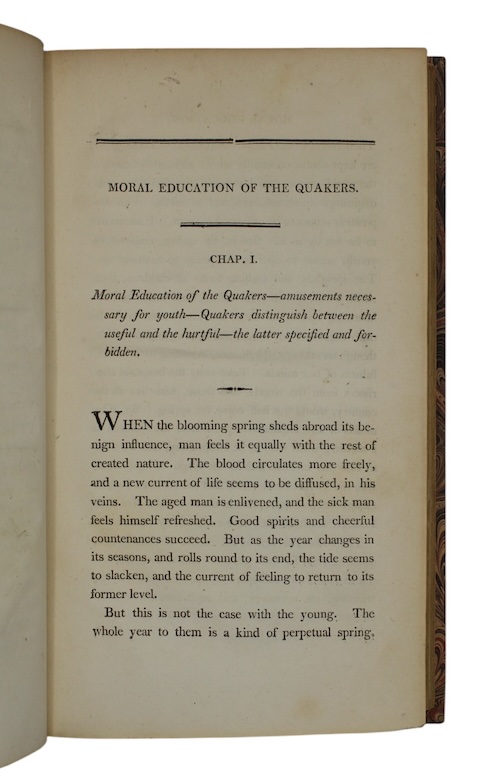 MORAL EDUCATION OF THE QUAKERS.
CHAP. I.
Moral Education of the Quakers—amusements neces-
sary for youth—Quakers distinguish between the
useful and the hurtful—the latter specified and for-
bidden.
WHEN the blooming spring sheds abroad its be-
nign influence, man feels it equally with the rest of
created nature. The blood circulates more freely,
and a new current of life seems to be diffused, in his
veins. The aged man is enlivened, and the sick man
feels himself refreshed. Good spirits and cheerful
countenances succeed. But as the year changes in
its seasons, and rolls round to its end, the tide seems
to slacken, and the current of feeling to return to its
former level.
But this is not the case with the young. The
whole year to them is a kind of perpetual spring.